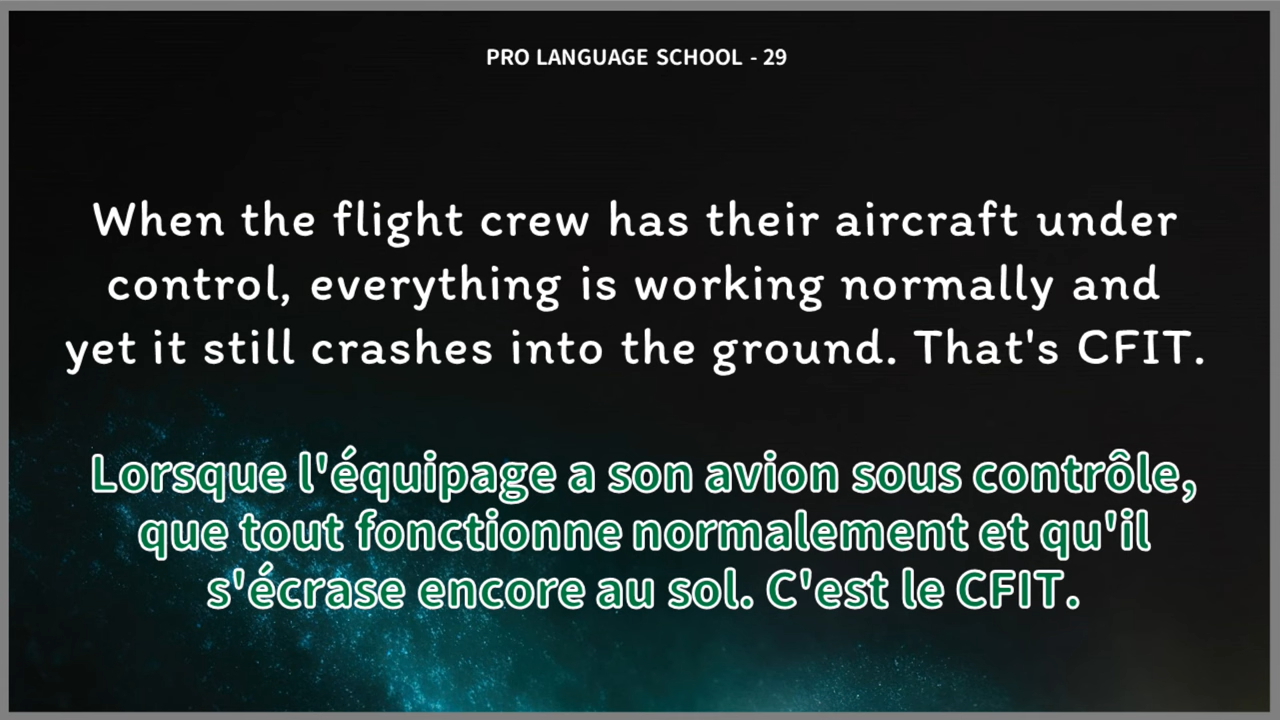 PRO LANGUAGE SCHOOL - 29
When the flight crew has their aircraft under
control, everything is working normally and
yet it still crashes into the ground. That's CFIT.
Lorsque l'équipage a son avion sous contrôle,
que tout fonctionne normalement et qu'il
s'écrase encore au sol. C'est le CFIT.